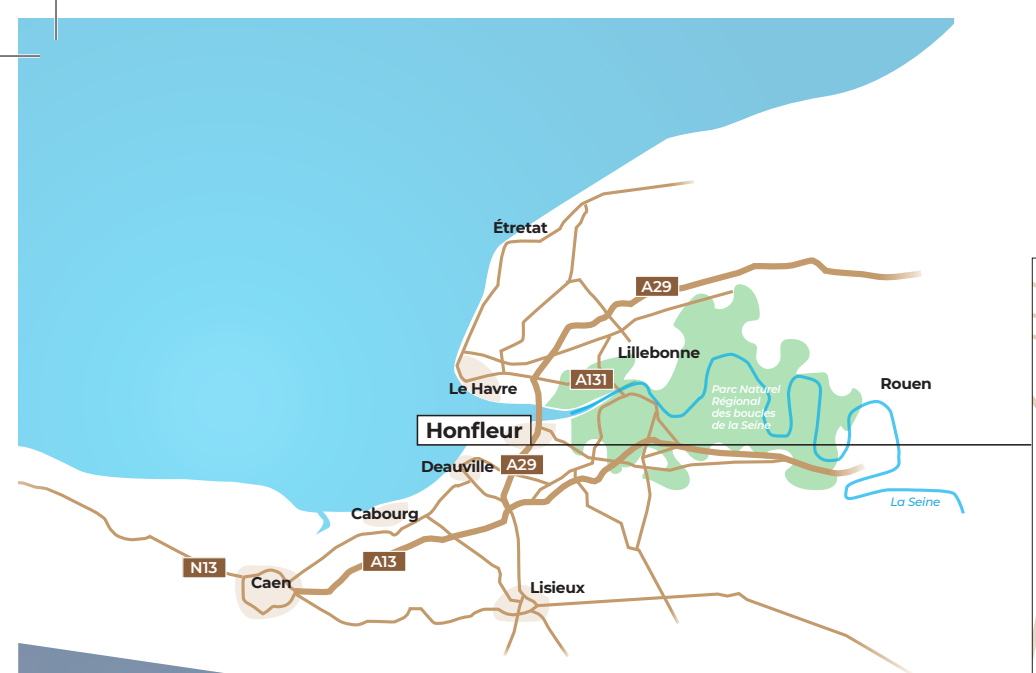 Étretat
A29
Lillebonne
A131
Le Havre
Rouen
Parc Naturel
Régional
des boucles
de la Seine
Honfleur
Deauville
A29
La Seine
Cabourg
A13
N13
Caen
Lisieux